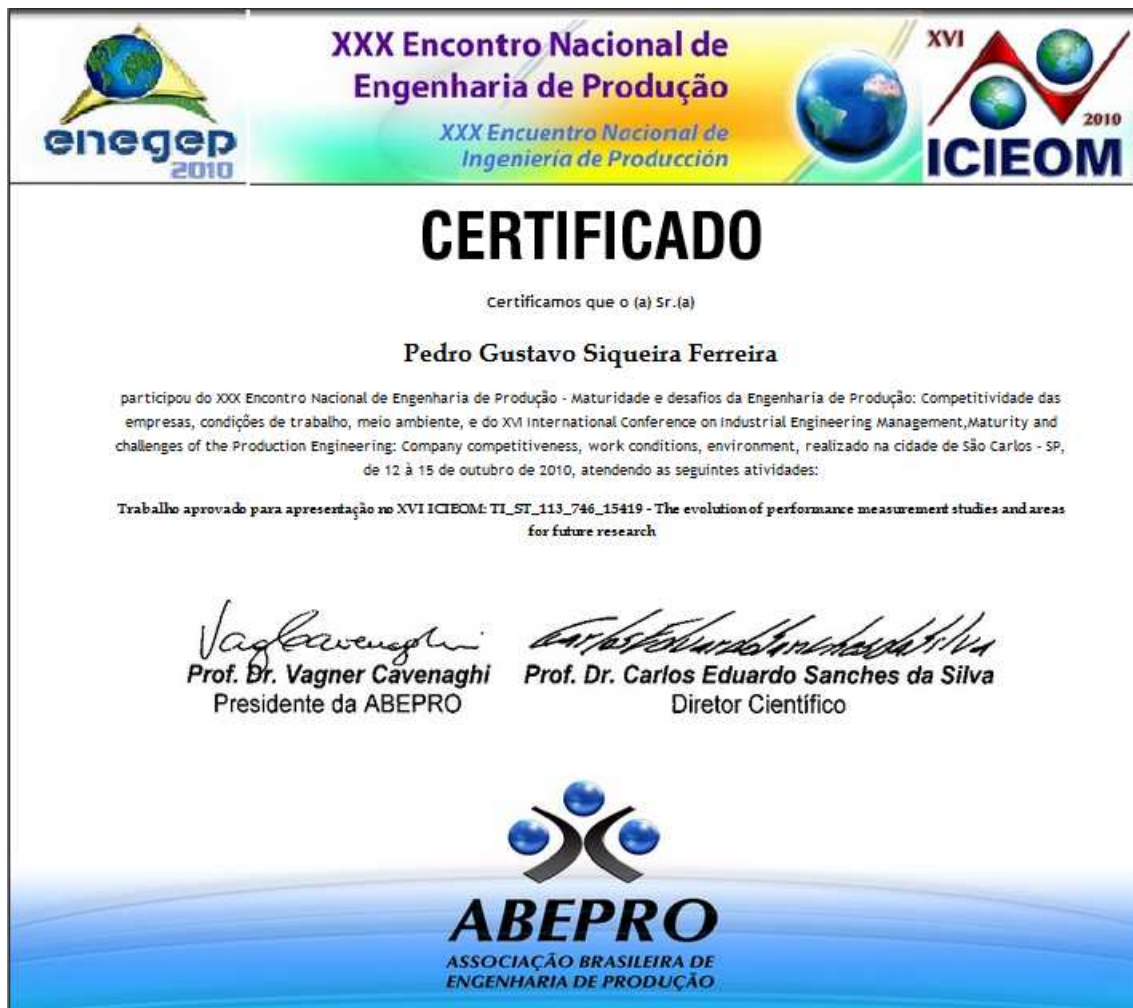 enegep
2010
XXX Encontro Nacional de
Engenharia de Produção
XXX Encuentro Nacional de
Ingeniería de Producción
XVI
2010
ICIEOM
CERTIFICADO
Certificamos que o (a) Sr.(a)
Pedro Gustavo Siqueira Ferreira
participou do XXX Encontro Nacional de Engenharia de Produção - Maturidade e desafios da Engenharia de Produção: Competitividade das
empresas, condições de trabalho, meio ambiente, e do XVI International Conference on Industrial Engineering Management,Maturity and
challenges of the Production Engineering: Company competitiveness, work conditions, environment, realizado na cidade de São Carlos - SP,
de 12 à 15 de outubro de 2010, atendendo as seguintes atividades:
Trabalho aprovado para apresentação no XVI ICIEOM: TI_ST_113_746_15419 - The evolution of performance measurement studies and areas
for future research
Prof. Dr. Vagner Cavenaghi
Presidente da ABEPRO
Prof. Dr. Carlos Eduardo Sanches da Silva
Diretor Científico
ABEPRO
ASSOCIAÇÃO BRASILEIRA DE
ENGENHARIA DE PRODUÇÃO